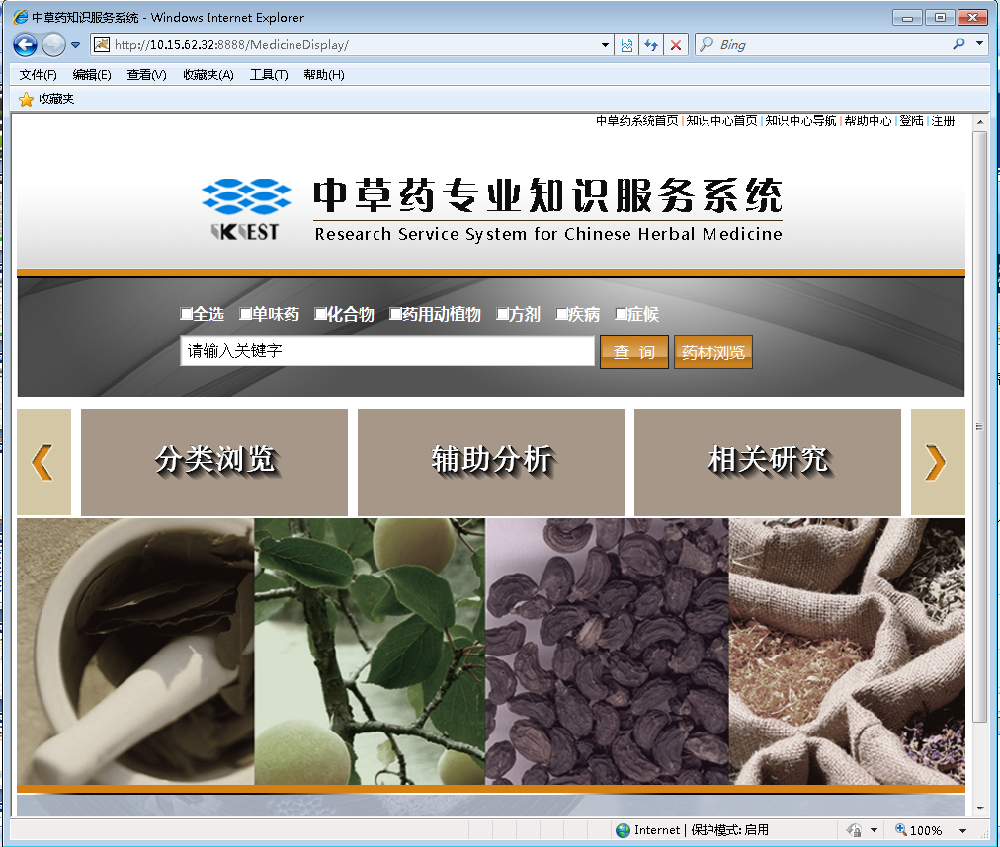 中草药知识服务系统 - Windows Internet Explorer
http://10.15.62.32:8888/MedicineDisplay/
Bing
文件(F) 编辑(E) 查看(V) 收藏夹(A) 工具(T) 帮助(H)
收藏夹
中草药系统首页 | 知识中心首页 | 知识中心导航 | 帮助中心 | 登陆 | 注册
中草药专业知识服务系统
IKKEST
Research Service System for Chinese Herbal Medicine
全选 单味药 化合物 药用动植物 方剂 疾病 症候
请输入关键字 查 询 药材浏览
分类浏览 辅助分析 相关研究
Internet | 保护模式: 启用 100%